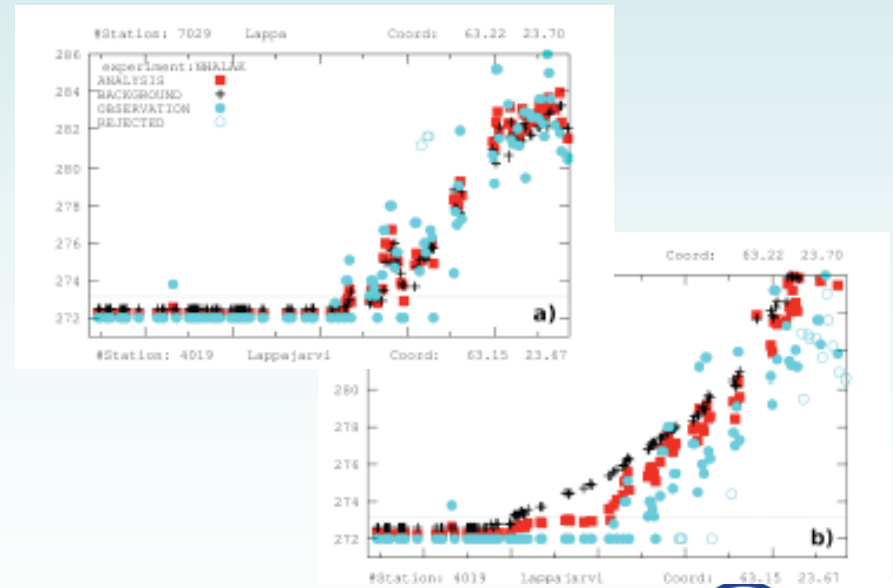 #Station: 7029 Lappa Coord: 63.22 23.70
286
experiment:NHALAK
ANALYSIS
284
BACKGROUND
OBSERVATION
REJECTED
282
280
278
276
274
272
a)
#Station: 4019 Lappajarvi Coord: 63.15 23.67
Coord: 63.22 23.70
280
278
276
274
272
b)
#Station: 4019 Lappajarvi Coord: 63.15 23.67